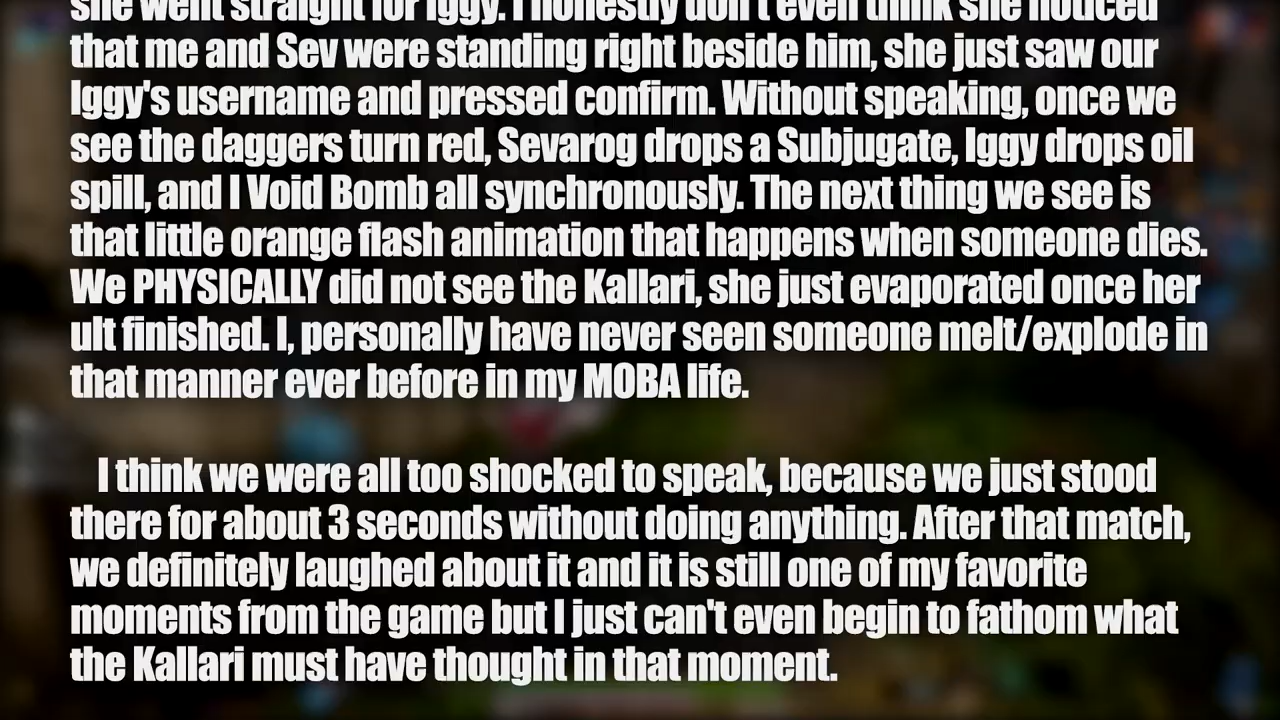 she went straight for Iggy. I honestly don't even think she noticed
that me and Sev were standing right beside him, she just saw our
Iggy's username and pressed confirm. Without speaking, once we
see the daggers turn red, Sevarog drops a Subjugate, Iggy drops oil
spill, and I Void Bomb all synchronously. The next thing we see is
that little orange flash animation that happens when someone dies.
We PHYSICALLY did not see the Kallari, she just evaporated once her
ult finished. I, personally have never seen someone melt/explode in
that manner ever before in my MOBA life.
I think we were all too shocked to speak, because we just stood
there for about 3 seconds without doing anything. After that match,
we definitely laughed about it and it is still one of my favorite
moments from the game but I just can't even begin to fathom what
the Kallari must have thought in that moment.